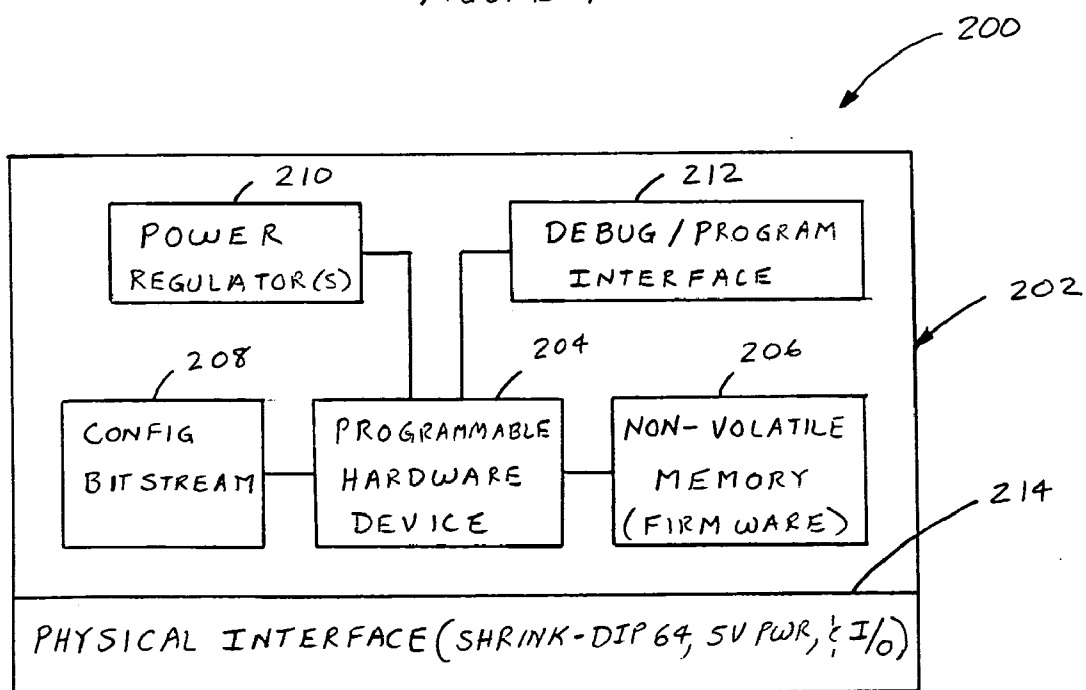 200
210
212
POWER
REGULATOR(S)
DEBUG / PROGRAM
INTERFACE
202
208
204
206
CONFIG
BITSTREAM
PROGRAMMABLE
HARDWARE
DEVICE
NON-VOLATILE
MEMORY
(FIRMWARE)
214
PHYSICAL INTERFACE (SHRINK-DIP 64, 5V PWR, & I/O)